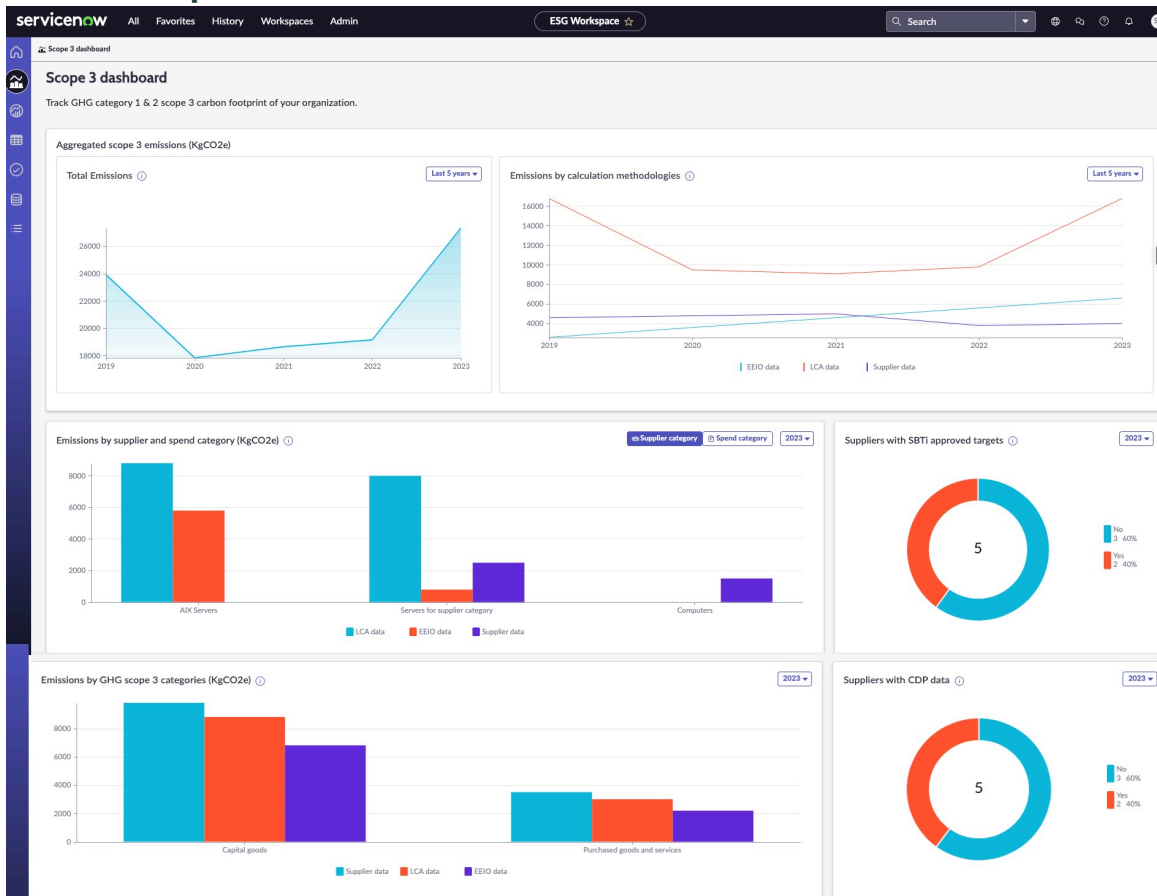 servicenow All Favorites History Workspaces Admin ESG Workspace ☆ Search
Scope 3 dashboard
Scope 3 dashboard
Track GHG category 1 & 2 scope 3 carbon footprint of your organization.
Aggregated scope 3 emissions (KgCO2e)
Total Emissions Last 5 years
26000
24000
22000
20000
18000
2019 2020 2021 2022 2023
Emissions by calculation methodologies Last 5 years
16000
14000
12000
10000
8000
6000
4000
2019 2020 2021 2022 2023
EEIO data LCA data Supplier data
Emissions by supplier and spend category (KgCO2e) Supplier category Spend category 2023
8000
6000
4000
2000
0
AIX Servers Servers for supplier category Computers
LCA data EEIO data Supplier data
Suppliers with SBTi approved targets 2023
5
No
3 60%
Yes
2 40%
Emissions by GHG scope 3 categories (KgCO2e) 2023
8000
6000
4000
2000
0
Capital goods Purchased goods and services
Supplier data LCA data EEIO data
Suppliers with CDP data 2023
5
No
3 60%
Yes
2 40%